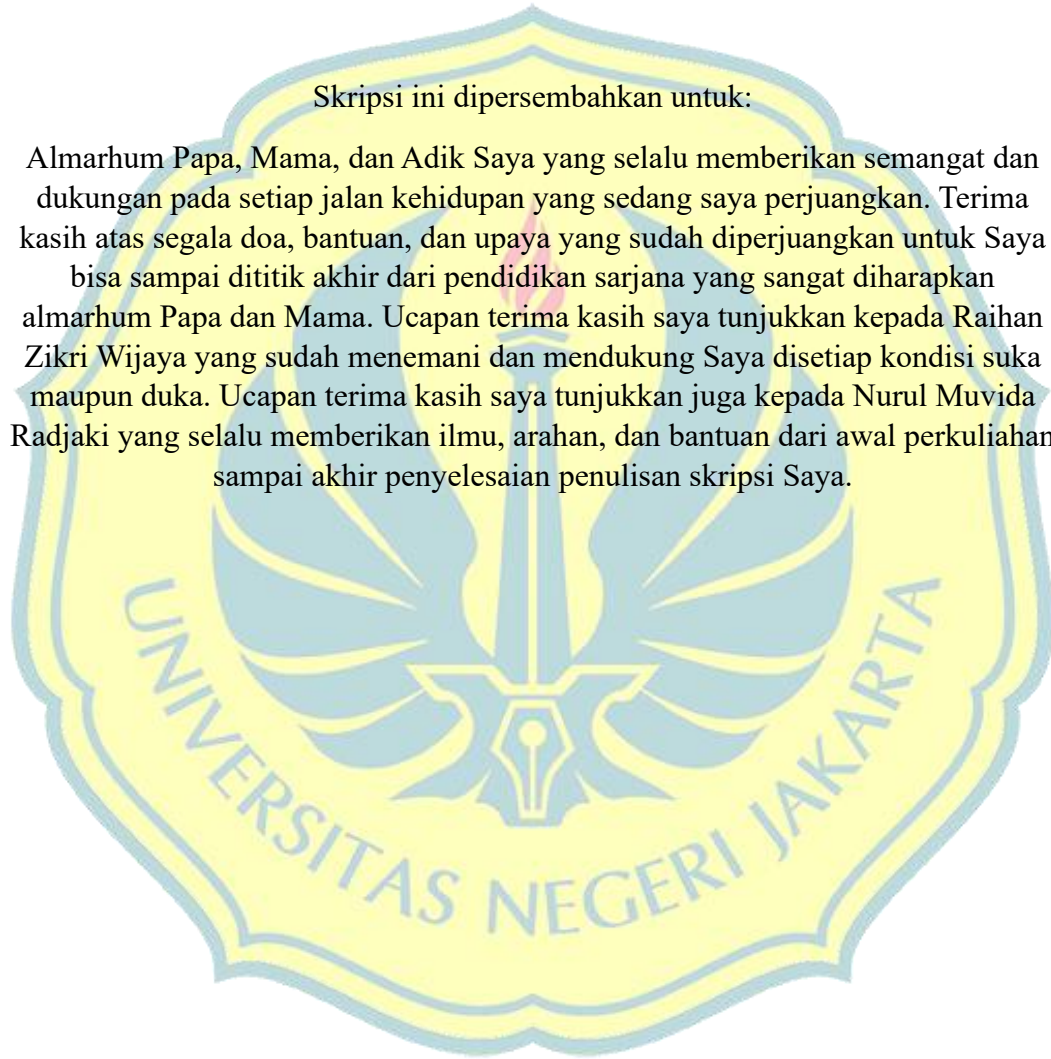 Skripsi ini dipersembahkan untuk:
Almarhum Papa, Mama, dan Adik Saya yang selalu memberikan semangat dan
dukungan pada setiap jalan kehidupan yang sedang saya perjuangkan. Terima
kasih atas segala doa, bantuan, dan upaya yang sudah diperjuangkan untuk Saya
bisa sampai dititik akhir dari pendidikan sarjana yang sangat diharapkan
almarhum Papa dan Mama. Ucapan terima kasih saya tunjukkan kepada Raihan
Zikri Wijaya yang sudah menemani dan mendukung Saya disetiap kondisi suka
maupun duka. Ucapan terima kasih saya tunjukkan juga kepada Nurul Muvida
Radjaki yang selalu memberikan ilmu, arahan, dan bantuan dari awal perkuliahan
sampai akhir penyelesaian penulisan skripsi Saya.
UNIVERSITAS NEGERI JAKARTA